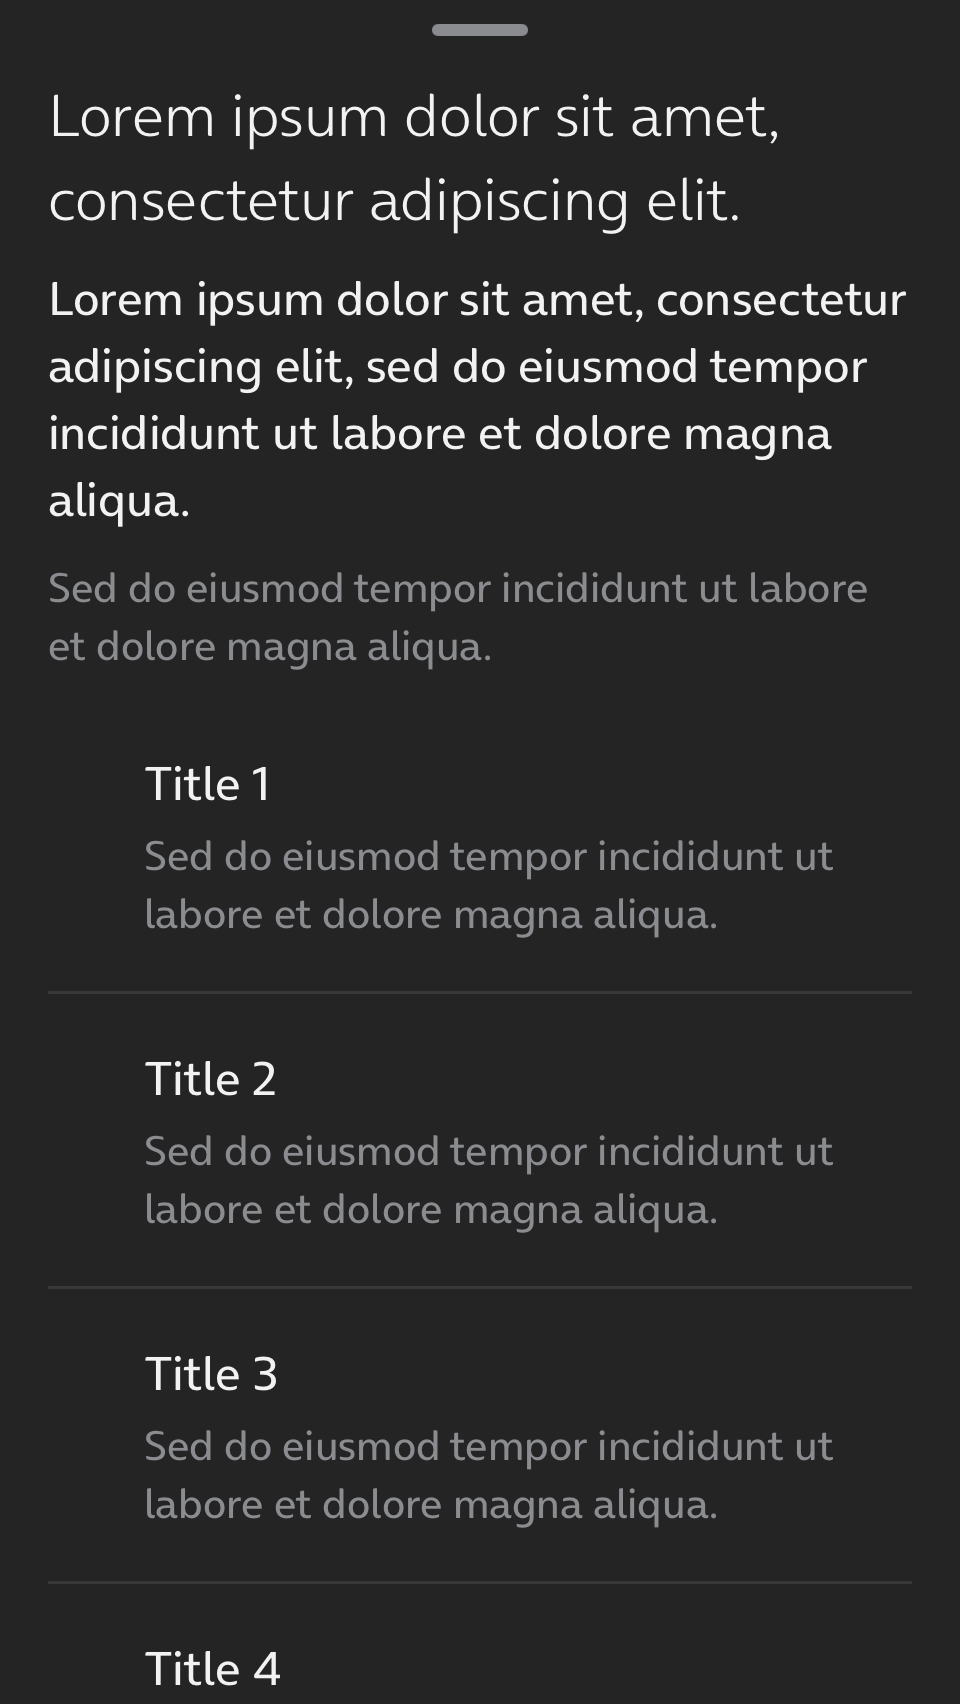 Lorem ipsum dolor sit amet,
consectetur adipiscing elit.
Lorem ipsum dolor sit amet, consectetur
adipiscing elit, sed do eiusmod tempor
incididunt ut labore et dolore magna
aliqua.
Sed do eiusmod tempor incididunt ut labore
et dolore magna aliqua.
Title 1
Sed do eiusmod tempor incididunt ut
labore et dolore magna aliqua.
Title 2
Sed do eiusmod tempor incididunt ut
labore et dolore magna aliqua.
Title 3
Sed do eiusmod tempor incididunt ut
labore et dolore magna aliqua.
Title 4